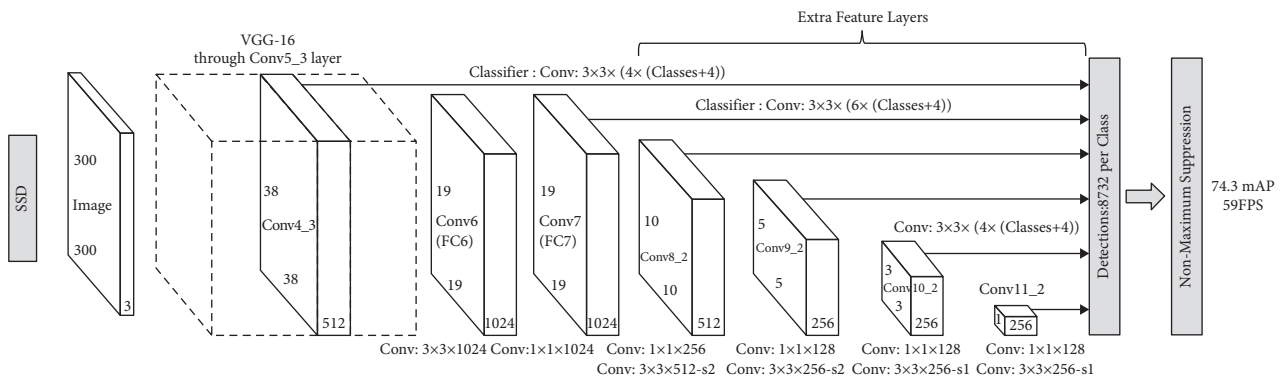 Extra Feature Layers
VGG-16
through Conv5_3 layer
Classifier : Conv: 3×3× (4× (Classes+4))
Classifier : Conv: 3×3× (6× (Classes+4))
SSD
300
Image
300
3
38
Conv4_3
38
512
19
Conv6
(FC6)
19
1024
19
Conv7
(FC7)
19
1024
10
Conv8_2
10
512
5
Conv9_2
5
256
Conv: 3×3× (4× (Classes+4))
3
Conv10_2
3
256
Conv11_2
1
256
Detections:8732 per Class
Non-Maximum Suppression
74.3 mAP
59FPS
Conv: 3×3×1024
Conv:1×1×1024
Conv: 1×1×256
Conv: 3×3×512-s2
Conv: 1×1×128
Conv: 3×3×256-s2
Conv: 1×1×128
Conv: 3×3×256-s1
Conv: 1×1×128
Conv: 3×3×256-s1